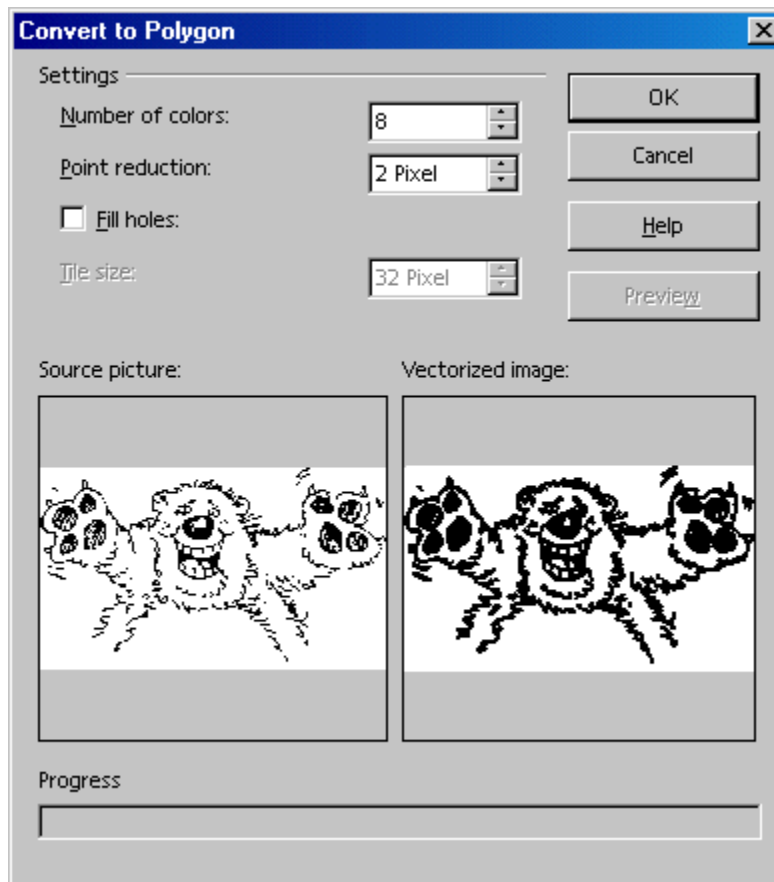 Convert to Polygon
Settings
Number of colors:
8
Point reduction:
2 Pixel
Fill holes:
Tile size:
32 Pixel
OK
Cancel
Help
Preview
Source picture:
Vectorized image:
Progress